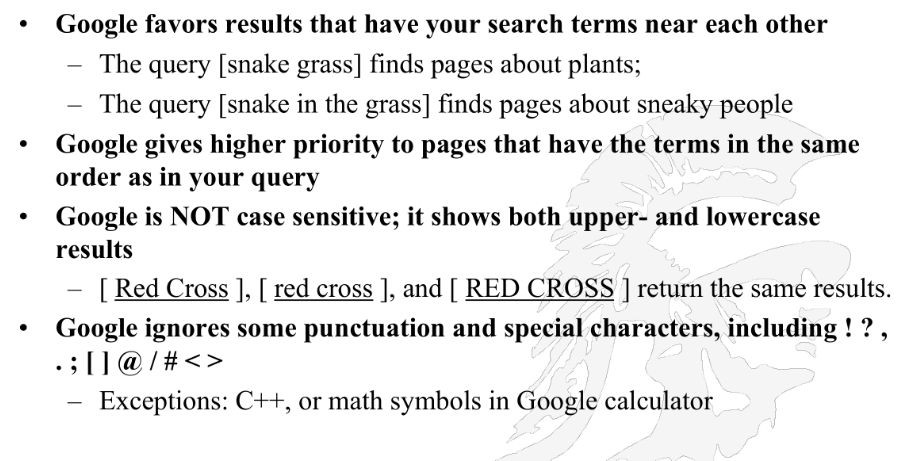 • Google favors results that have your search terms near each other
– The query [snake grass] finds pages about plants;
– The query [snake in the grass] finds pages about sneaky people
• Google gives higher priority to pages that have the terms in the same
order as in your query
• Google is NOT case sensitive; it shows both upper- and lowercase
results
– [ Red Cross ], [ red cross ], and [ RED CROSS ] return the same results.
• Google ignores some punctuation and special characters, including ! ? ,
. ; [ ] @ / # < >
– Exceptions: C++, or math symbols in Google calculator